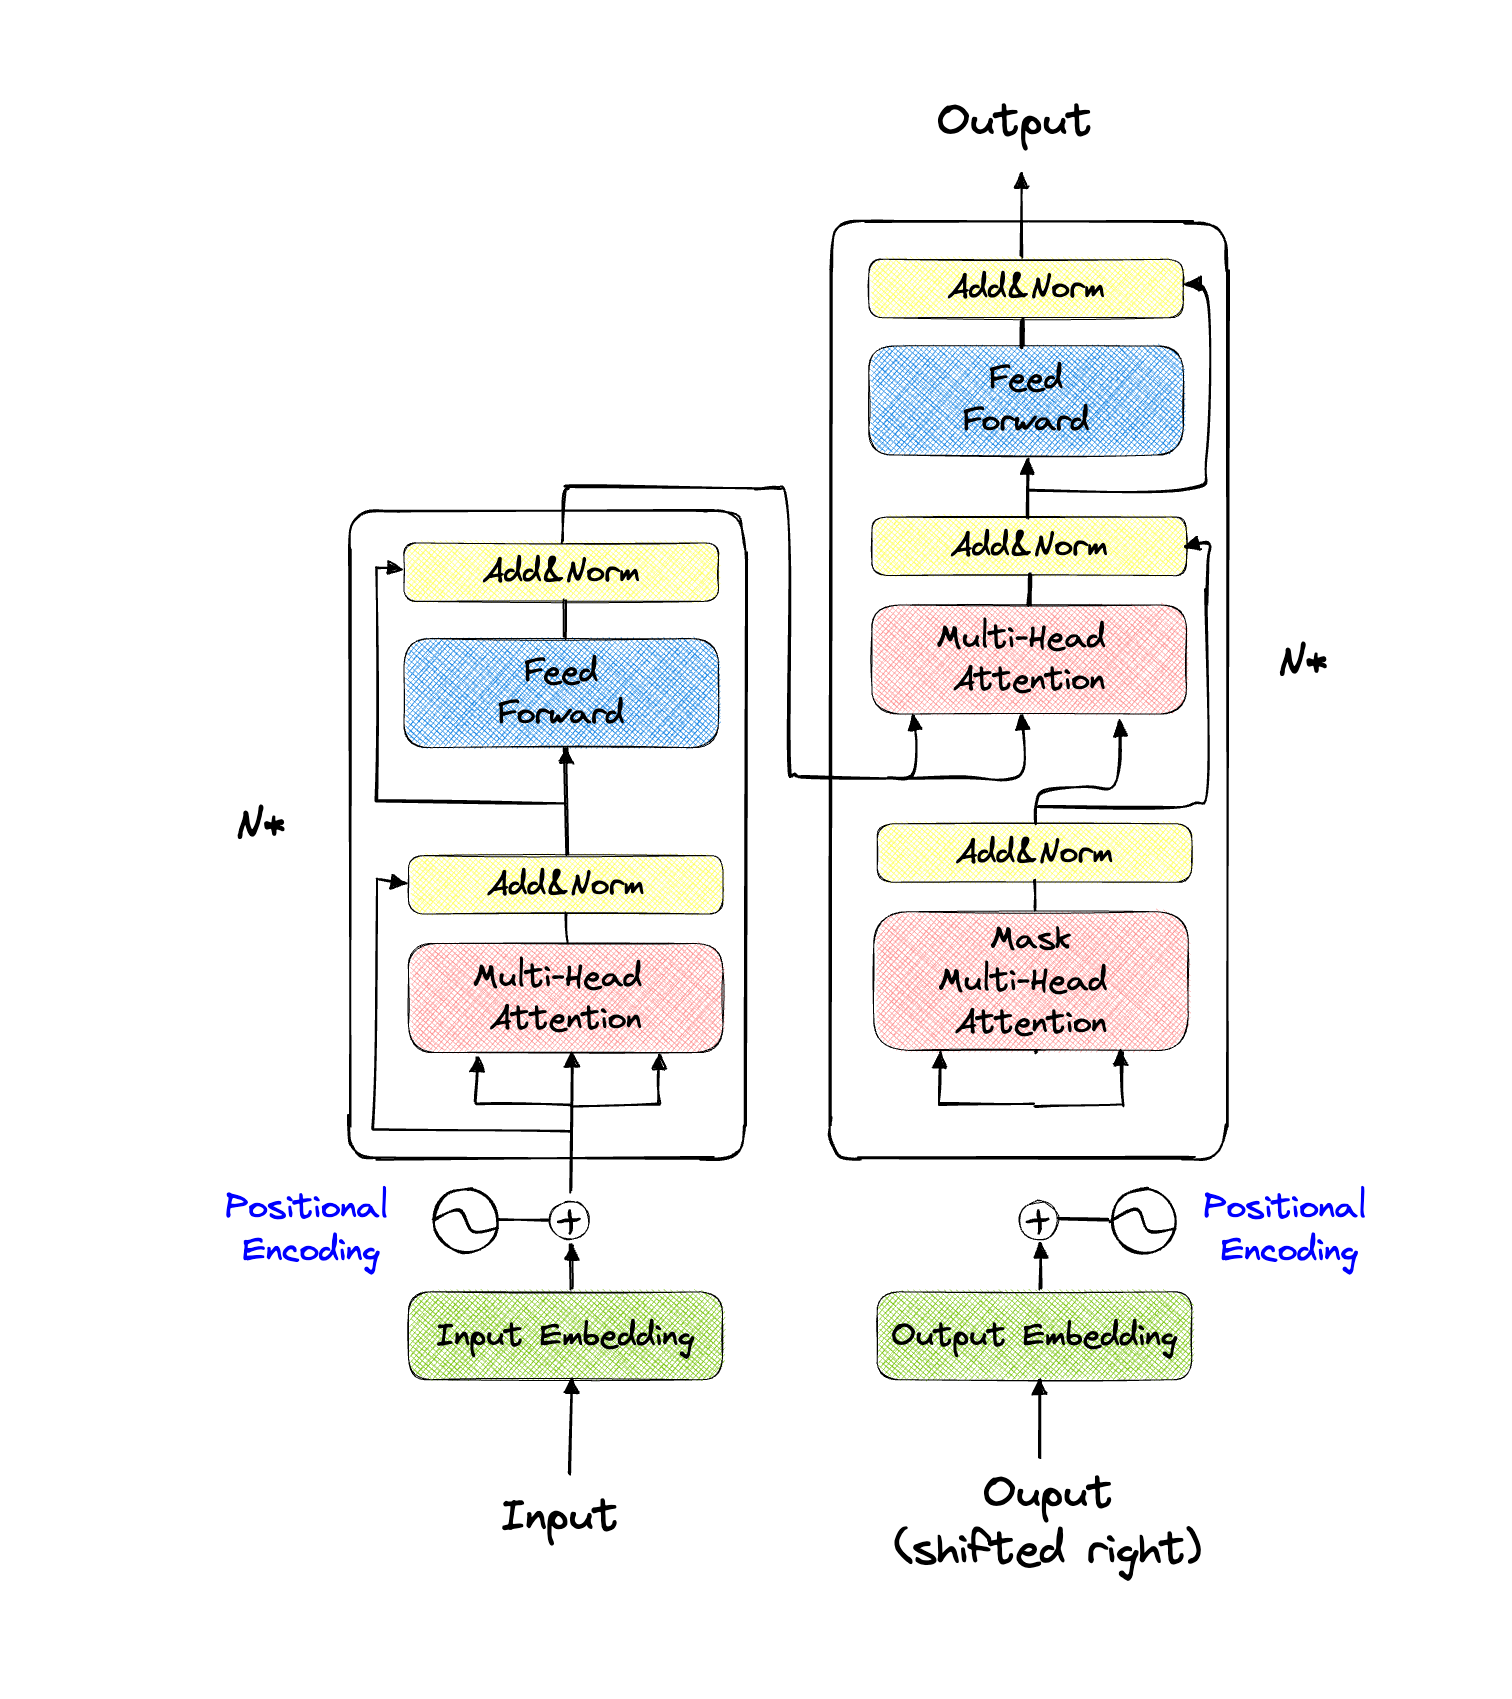 Output
Add&Norm
Feed
Forward
Add&Norm
Multi-Head
Attention
N*
Add&Norm
Mask
Multi-Head
Attention
Add&Norm
Feed
Forward
N*
Add&Norm
Multi-Head
Attention
Positional
Encoding
+
+
Positional
Encoding
Input Embedding
Output Embedding
Input
Ouput
(shifted right)